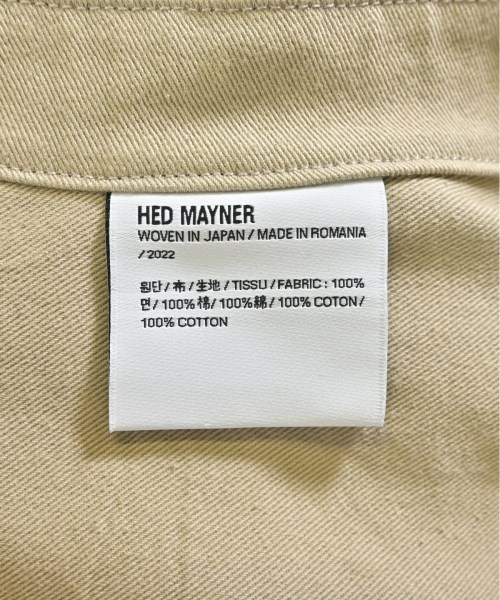 HED MAYNER
WOVEN IN JAPAN / MADE IN ROMANIA
/ 2022
원단 / 布 / 生地 / TISSU / FABRIC : 100%
면 / 100% 棉 / 100% 綿 / 100% COTON /
100% COTTON